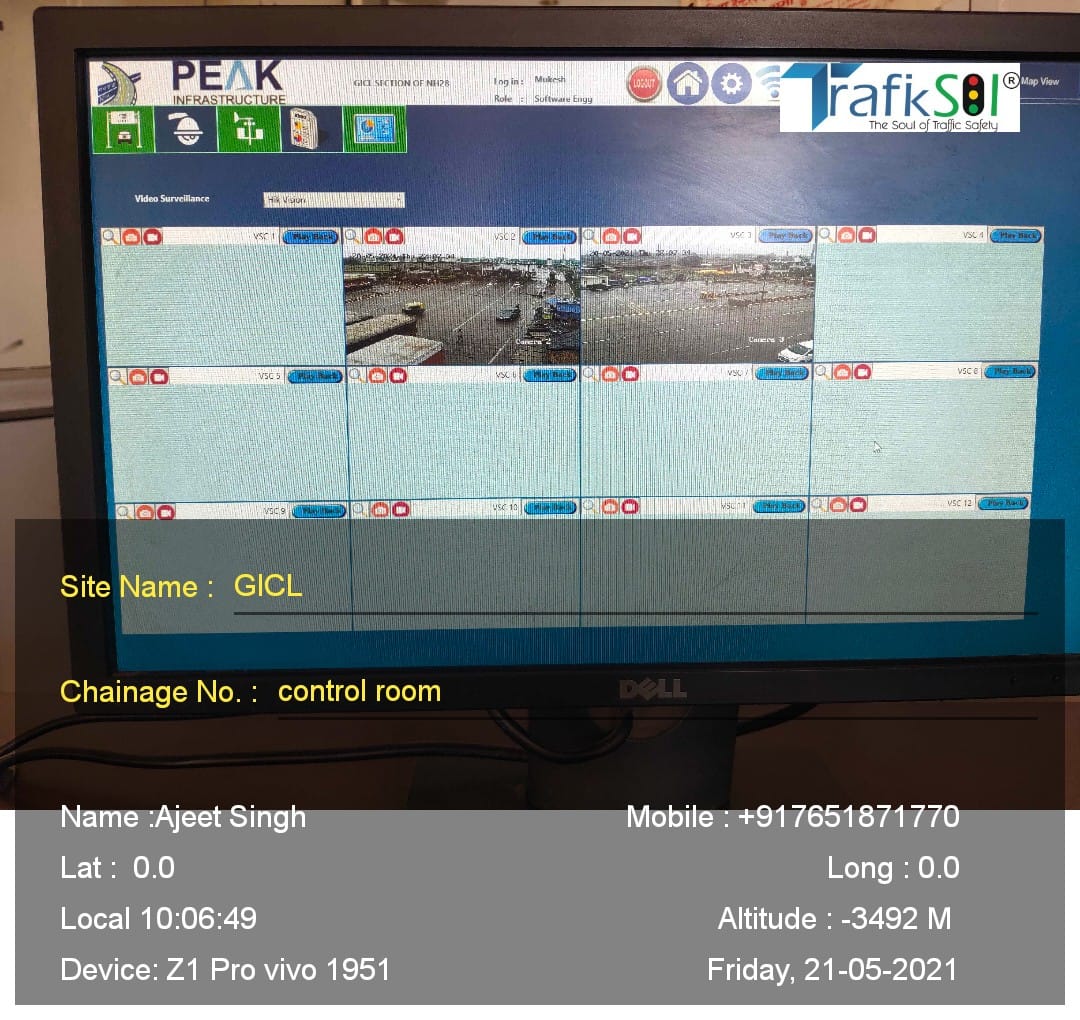 PEAK
INFRASTRUCTURE
GICL SECTION OF NH28
Log in : Mukesh
Role : Software Engg
LOGOUT
TrafikSol®
The Soul of Traffic Safety
Map View
Video Surveillance
Hik Vision
VSC 1 Play Back
VSC 2 Play Back
VSC 3 Play Back
VSC 4 Play Back
Camera 2
Camera 3
VSC 5 Play Back
VSC 6 Play Back
VSC 7 Play Back
VSC 8 Play Back
VSC 9 Play Back
VSC 10 Play Back
VSC 11 Play Back
VSC 12 Play Back
Site Name : GICL
DELL
Chainage No. : control room
Name :Ajeet Singh
Mobile : +917651871770
Lat : 0.0
Long : 0.0
Local 10:06:49
Altitude : -3492 M
Device: Z1 Pro vivo 1951
Friday, 21-05-2021